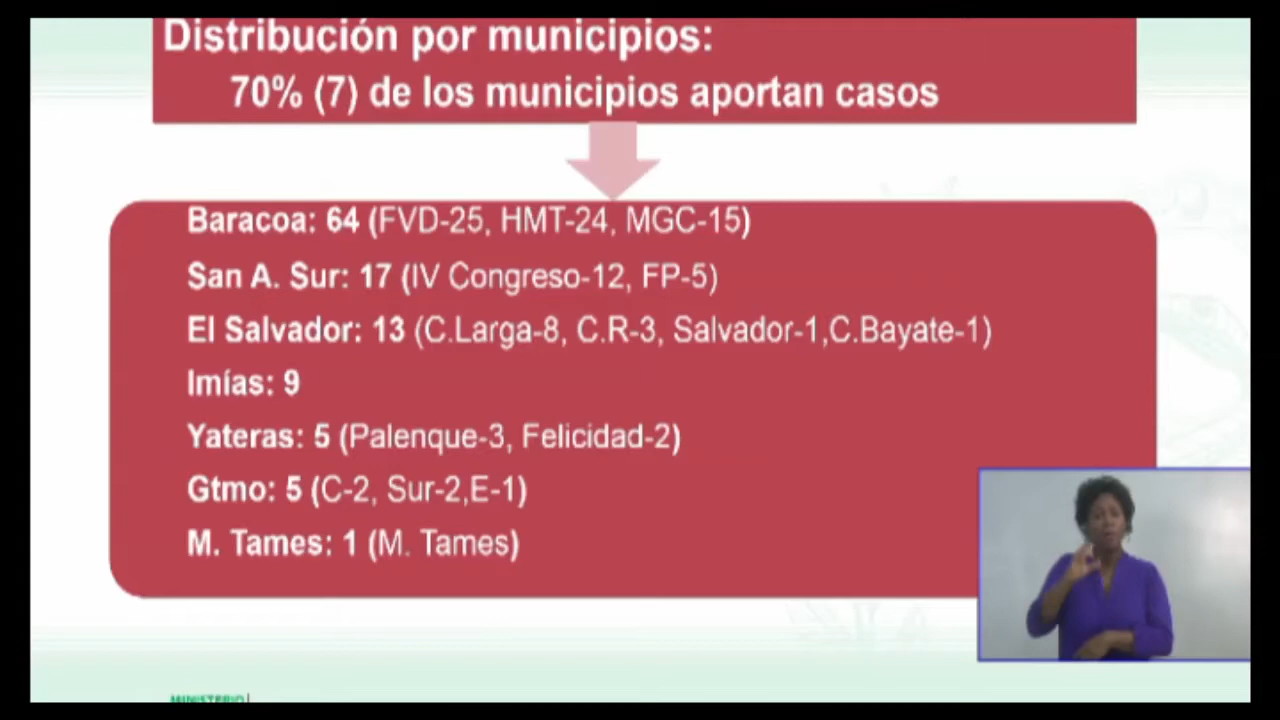 Distribución por municipios:
70% (7) de los municipios aportan casos
Baracoa: 64 (FVD-25, HMT-24, MGC-15)
San A. Sur: 17 (IV Congreso-12, FP-5)
El Salvador: 13 (C.Larga-8, C.R-3, Salvador-1,C.Bayate-1)
Imías: 9
Yateras: 5 (Palenque-3, Felicidad-2)
Gtmo: 5 (C-2, Sur-2,E-1)
M. Tames: 1 (M. Tames)
MINISTERIO